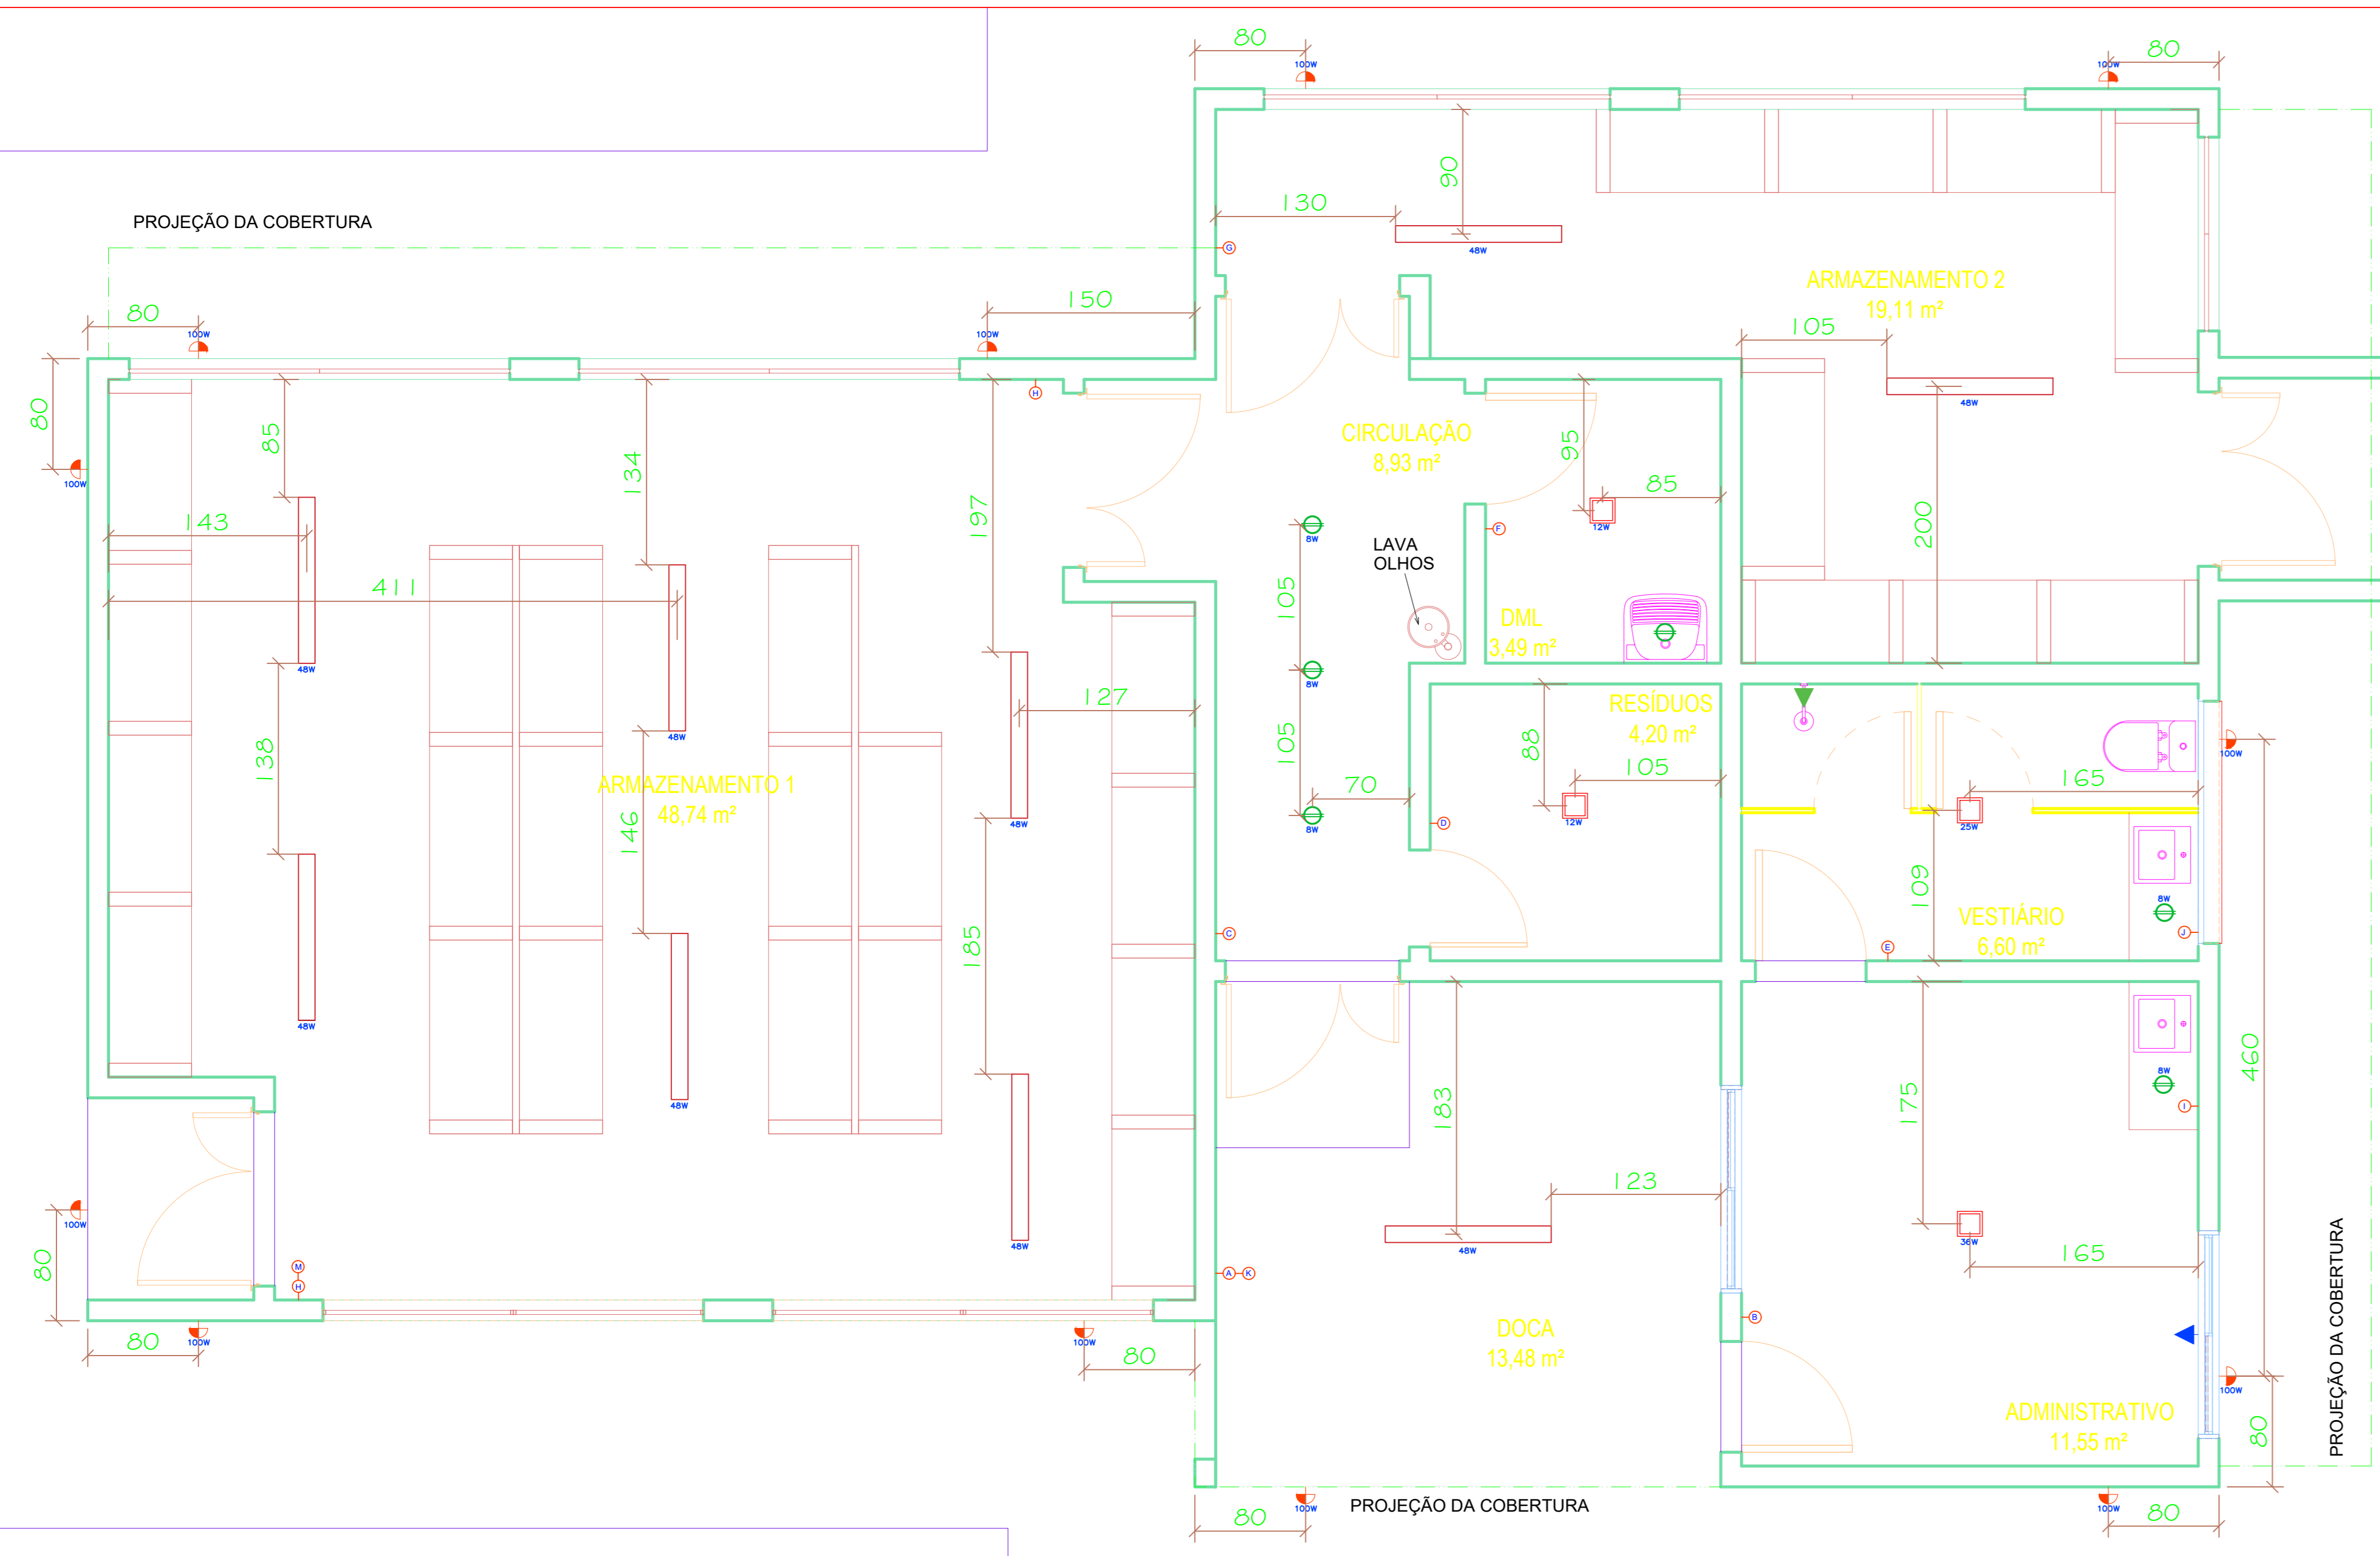 80
80
100W
100W
90
130
PROJEÇÃO DA COBERTURA
G
48W
ARMAZENAMENTO 2
19,11 m²
80
150
105
100W
100W
80
H
48W
85
134
CIRCULAÇÃO
8,93 m²
95
100W
85
143
197
F
12W
200
8W
LAVA
OLHOS
411
105
DML
3,49 m²
48W
8W
127
RESÍDUOS
4,20 m²
48W
88
105
100W
138
105
165
70
ARMAZENAMENTO 1
48,74 m²
48W
8W
D
12W
25W
146
109
8W
VESTIÁRIO
6,60 m²
C
J
E
185
48W
460
8W
183
175
I
48W
123
100W
80
48W
48W
36W
165
M
H
A
K
B
DOCA
13,48 m²
80
100W
100W
80
100W
ADMINISTRATIVO
11,55 m²
80
PROJEÇÃO DA COBERTURA
100W
PROJEÇÃO DA COBERTURA
100W
80
80